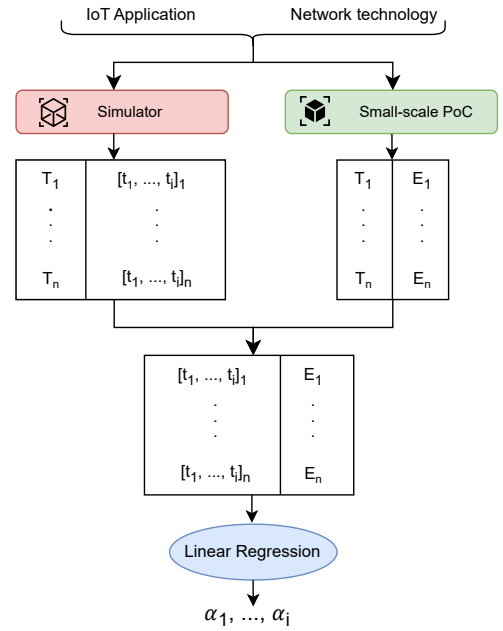 IoT Application Network technology
Simulator Small-scale PoC
T₁ [t₁, ..., tᵢ]₁ T₁ E₁
. . . .
. . . .
. . . .
Tₙ [t₁, ..., tᵢ]ₙ Tₙ Eₙ
[t₁, ..., tᵢ]₁ E₁
. .
. .
. .
[t₁, ..., tᵢ]ₙ Eₙ
Linear Regression
α₁, ..., αᵢ